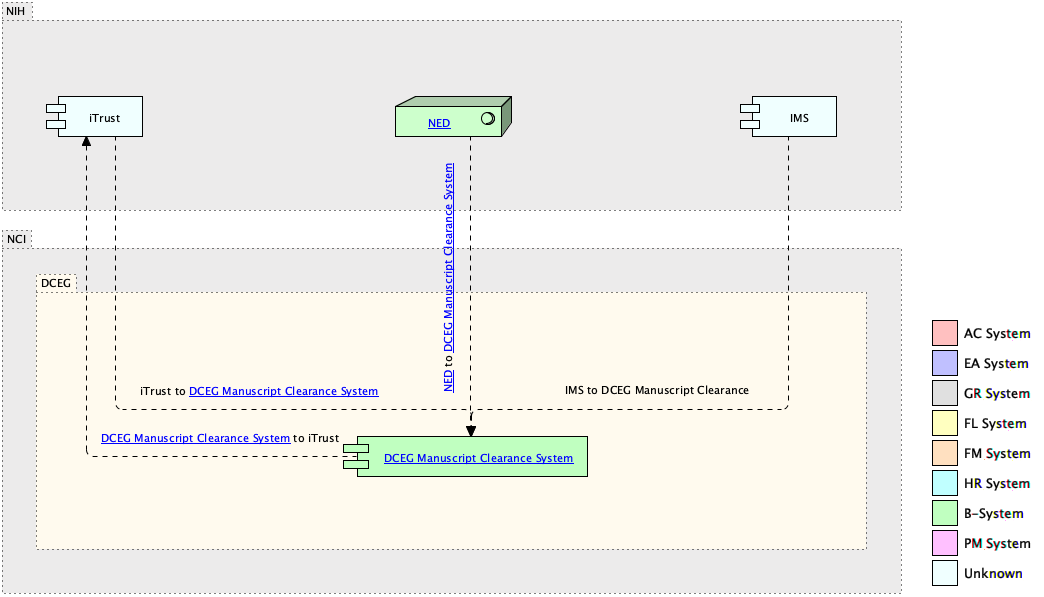 NIH
iTrust
NED
IMS
NED to DCEG Manuscript Clearance System
NCI
DCEG
iTrust to DCEG Manuscript Clearance System
IMS to DCEG Manuscript Clearance
DCEG Manuscript Clearance System to iTrust
DCEG Manuscript Clearance System
AC System
EA System
GR System
FL System
FM System
HR System
B-System
PM System
Unknown